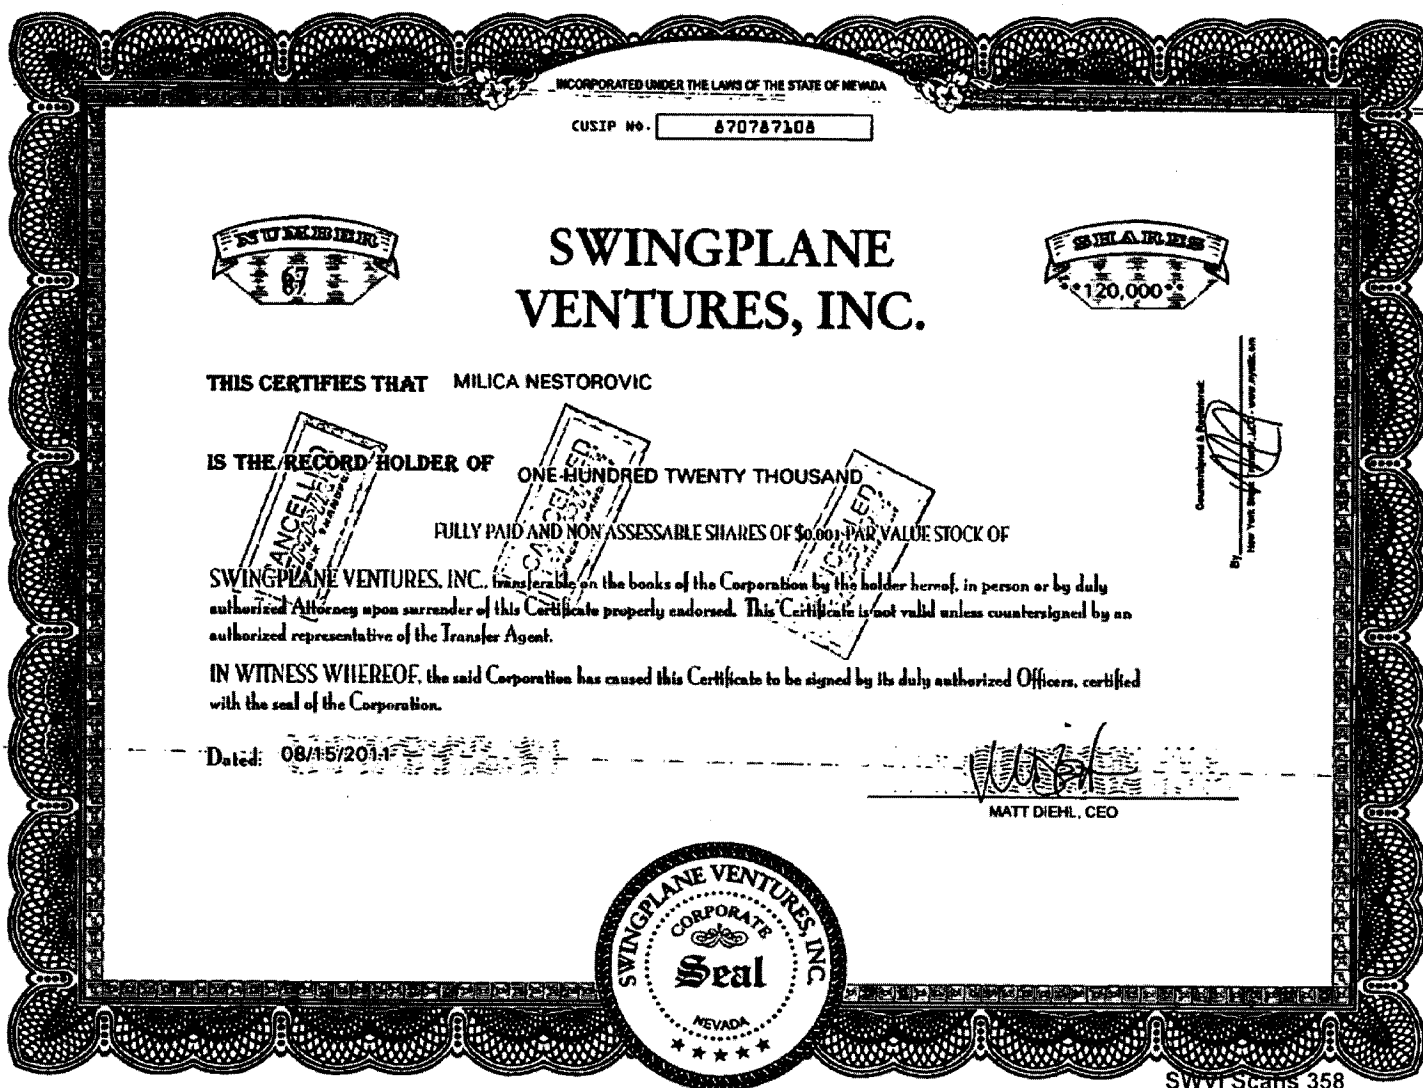 INCORPORATED UNDER THE LAWS OF THE STATE OF NEVADA
CUSIP NO. 870787108
NUMBER
67
SWINGPLANE
VENTURES, INC.
SHARES
**120,000**
THIS CERTIFIES THAT MILICA NESTOROVIC
IS THE RECORD HOLDER OF ONE HUNDRED TWENTY THOUSAND
CANCELLED
CANCELLED
CANCELLED
FULLY PAID AND NON ASSESSABLE SHARES OF $0.001 PAR VALUE STOCK OF
SWINGPLANE VENTURES, INC., transferable on the books of the Corporation by the holder hereof, in person or by duly
authorized Attorney upon surrender of this Certificate properly endorsed. This Certificate is not valid unless countersigned by an
authorized representative of the Transfer Agent.
IN WITNESS WHEREOF, the said Corporation has caused this Certificate to be signed by its duly authorized Officers, certified
with the seal of the Corporation.
Dated: 08/15/2011
MATT DIEHL, CEO
Countersigned & Registered:
By
New York Stock
SWINGPLANE VENTURES, INC.
CORPORATE
Seal
NEVADA
SWVI Scans 358